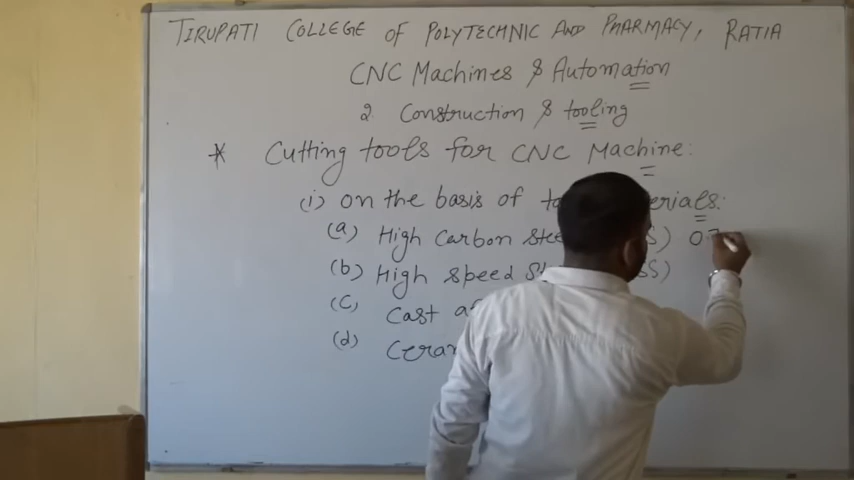 TIRUPATI COLLEGE OF POLYTECHNIC AND PHARMACY, RATIA
CNC Machines & Automation
2. Construction & tooling
* Cutting tools for CNC Machine:
(i) on the basis of
(a) High Carbon
(b) High speed
(c) Cast
(d)